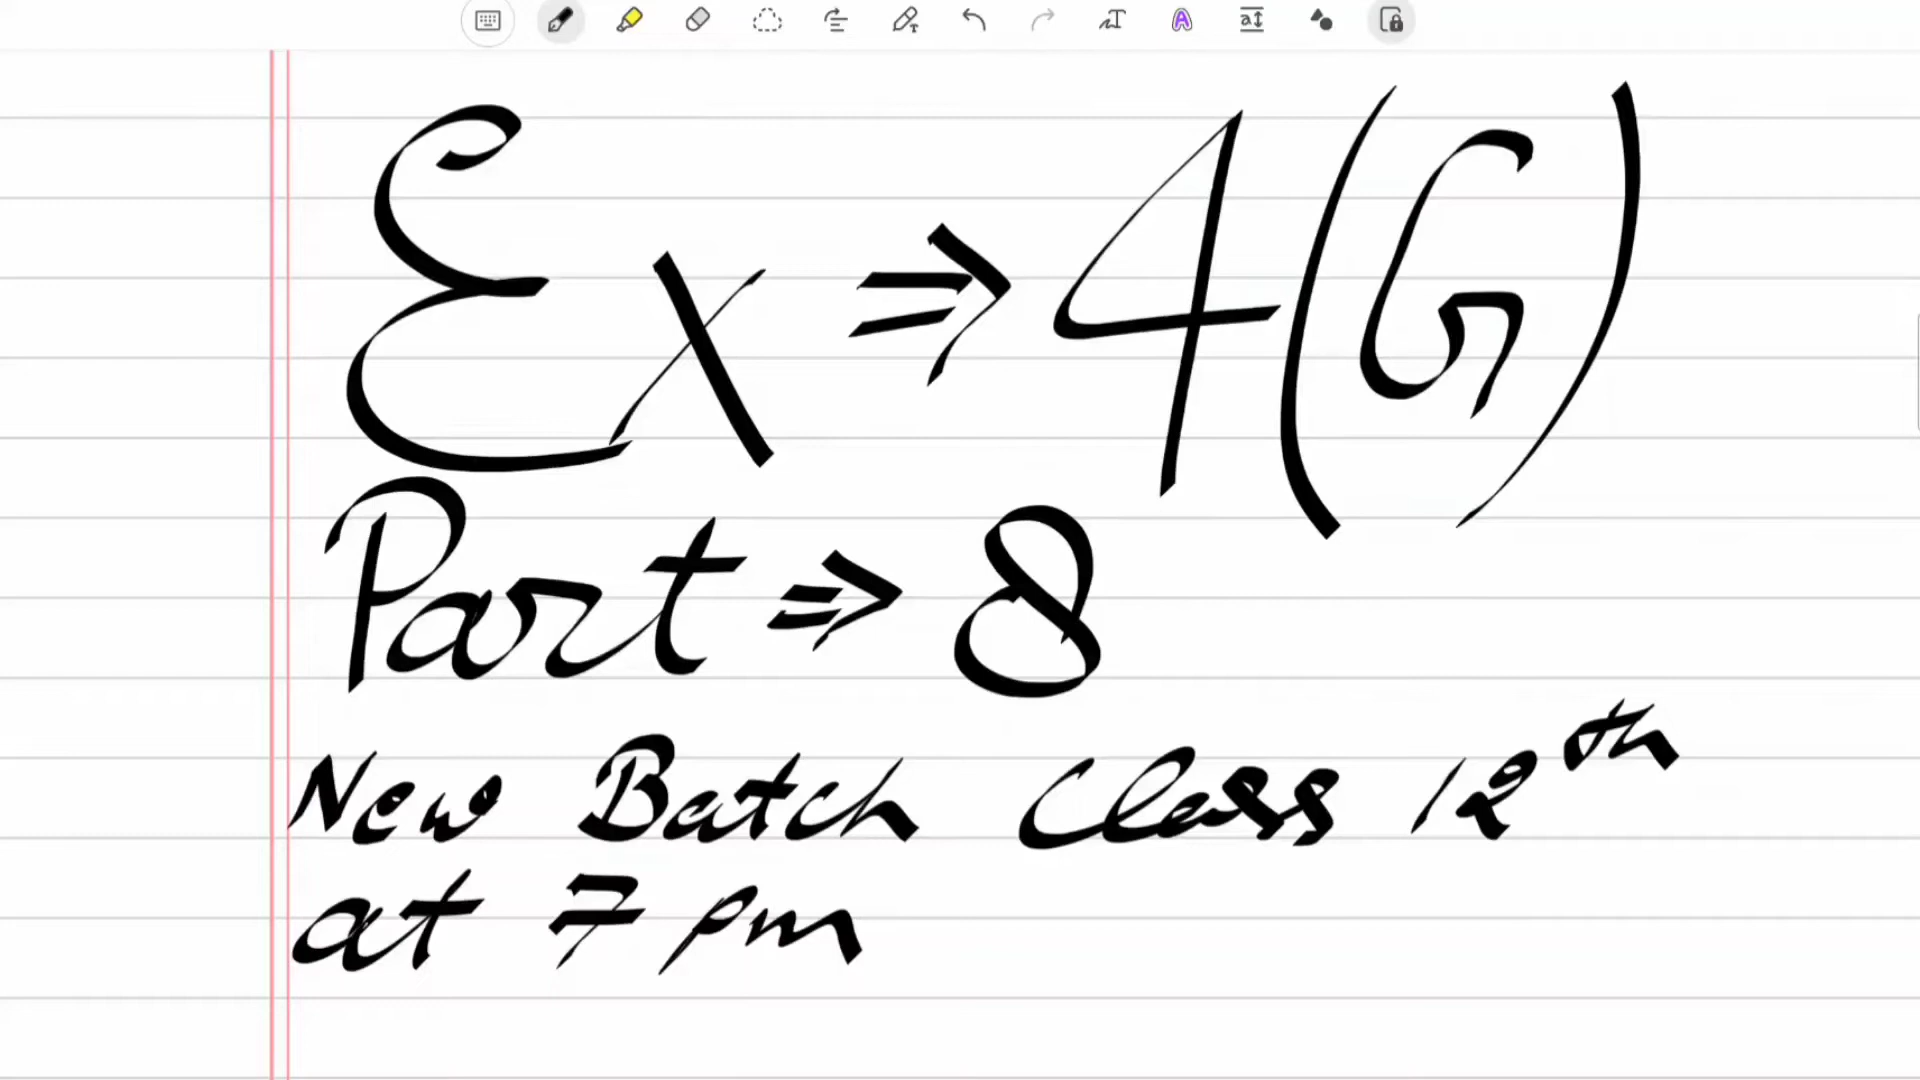 Ex ⇒ 4(G)
Part ⇒ 8
New Batch Class 12th
at 7 pm